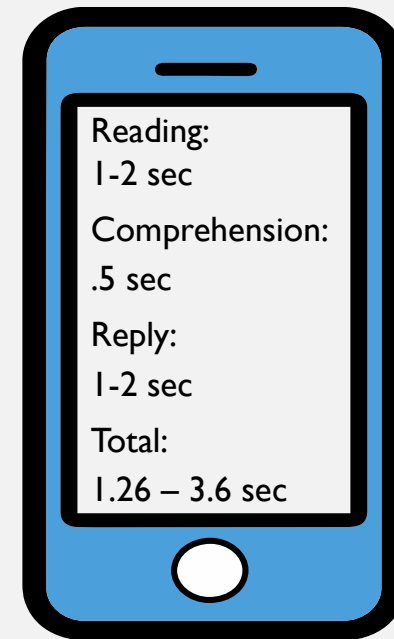 Reading:
1-2 sec
Comprehension:
.5 sec
Reply:
1-2 sec
Total:
1.26 – 3.6 sec